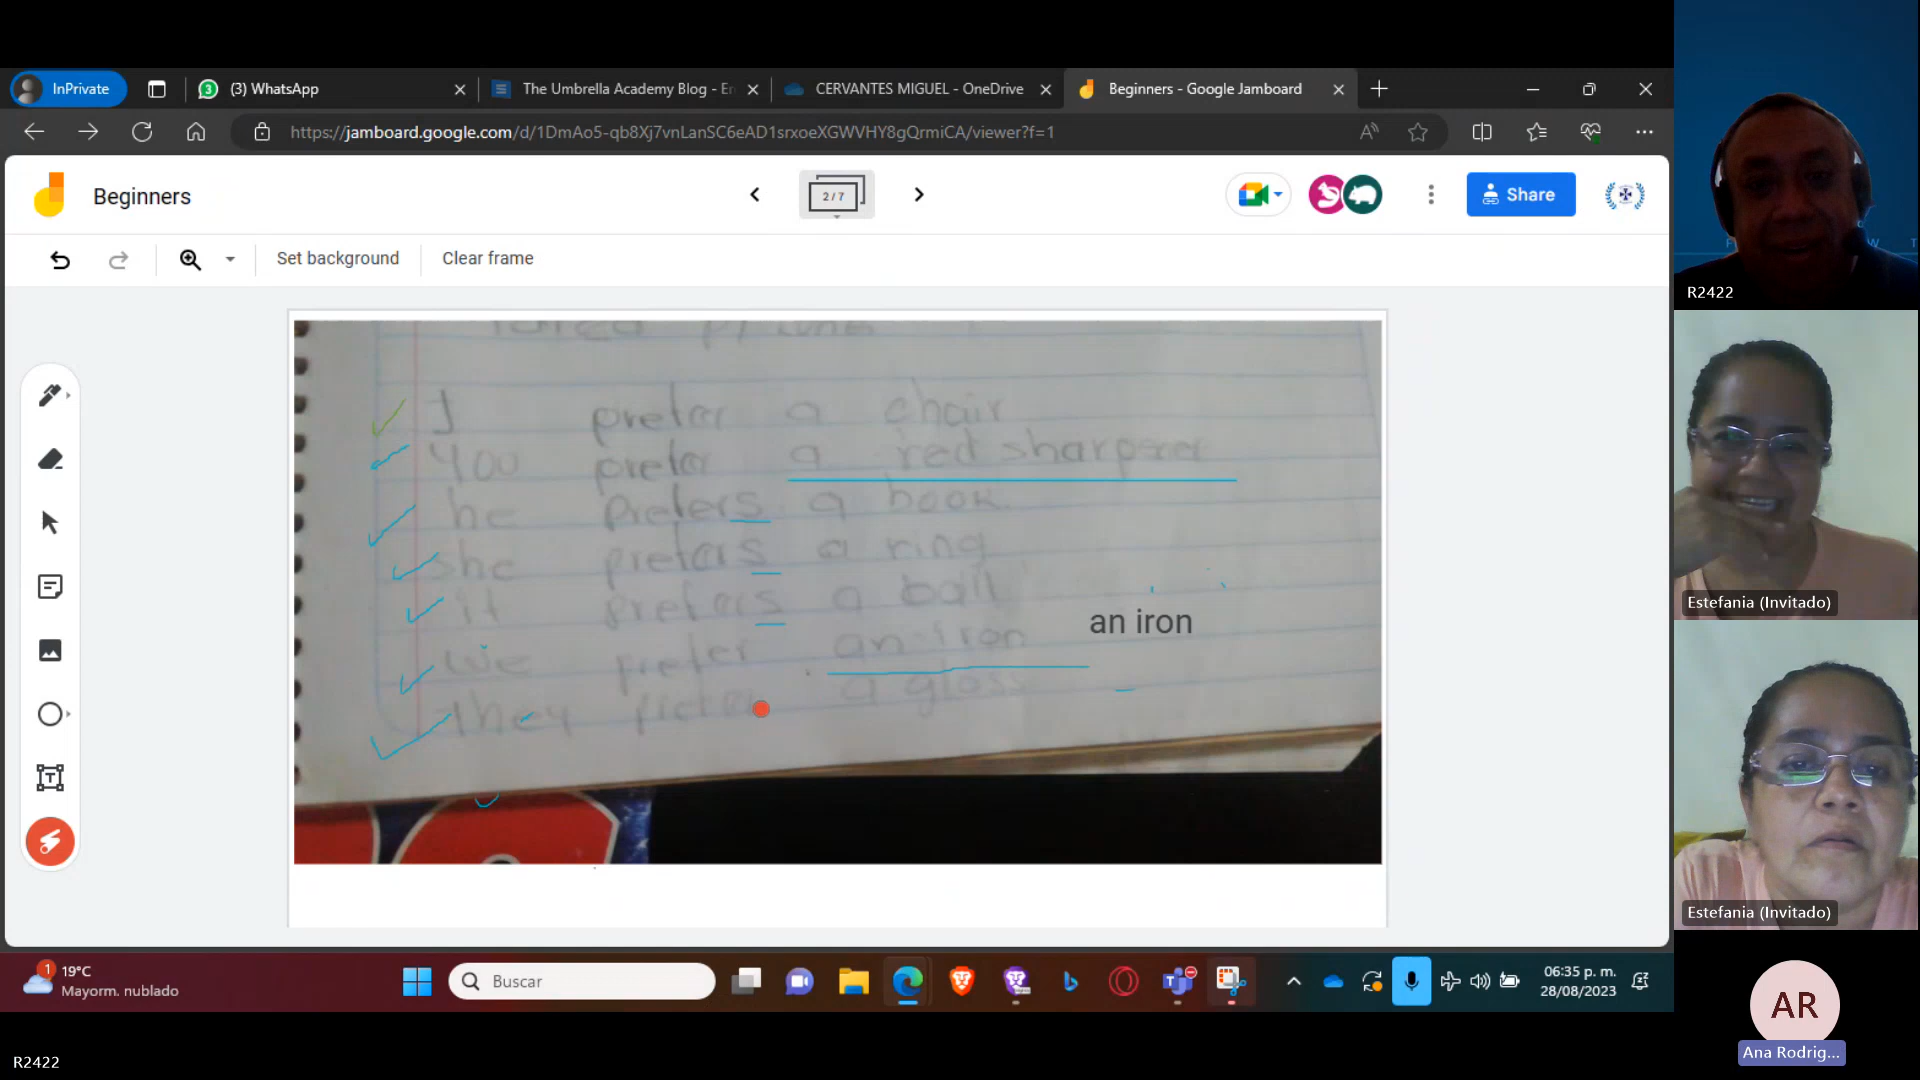 InPrivate
(3) WhatsApp
The Umbrella Academy Blog - En
CERVANTES MIGUEL - OneDrive
Beginners - Google Jamboard
https://jamboard.google.com/d/1DmAo5-qb8Xj7vnLanSC6eAD1srxoeXGWVHY8gQrmiCA/viewer?f=1
Beginners
2 / 7
Share
Set background
Clear frame
I prefer a chair
You prefer a red sharperer
he prefers a book.
she prefers a ring
it prefers a ball
we prefer an iron
an iron
they prefer a glass
R2422
Estefania (Invitado)
Estefania (Invitado)
AR
Ana Rodrig...
1
19°C
Mayorm. nublado
Buscar
06:35 p. m.
28/08/2023
R2422